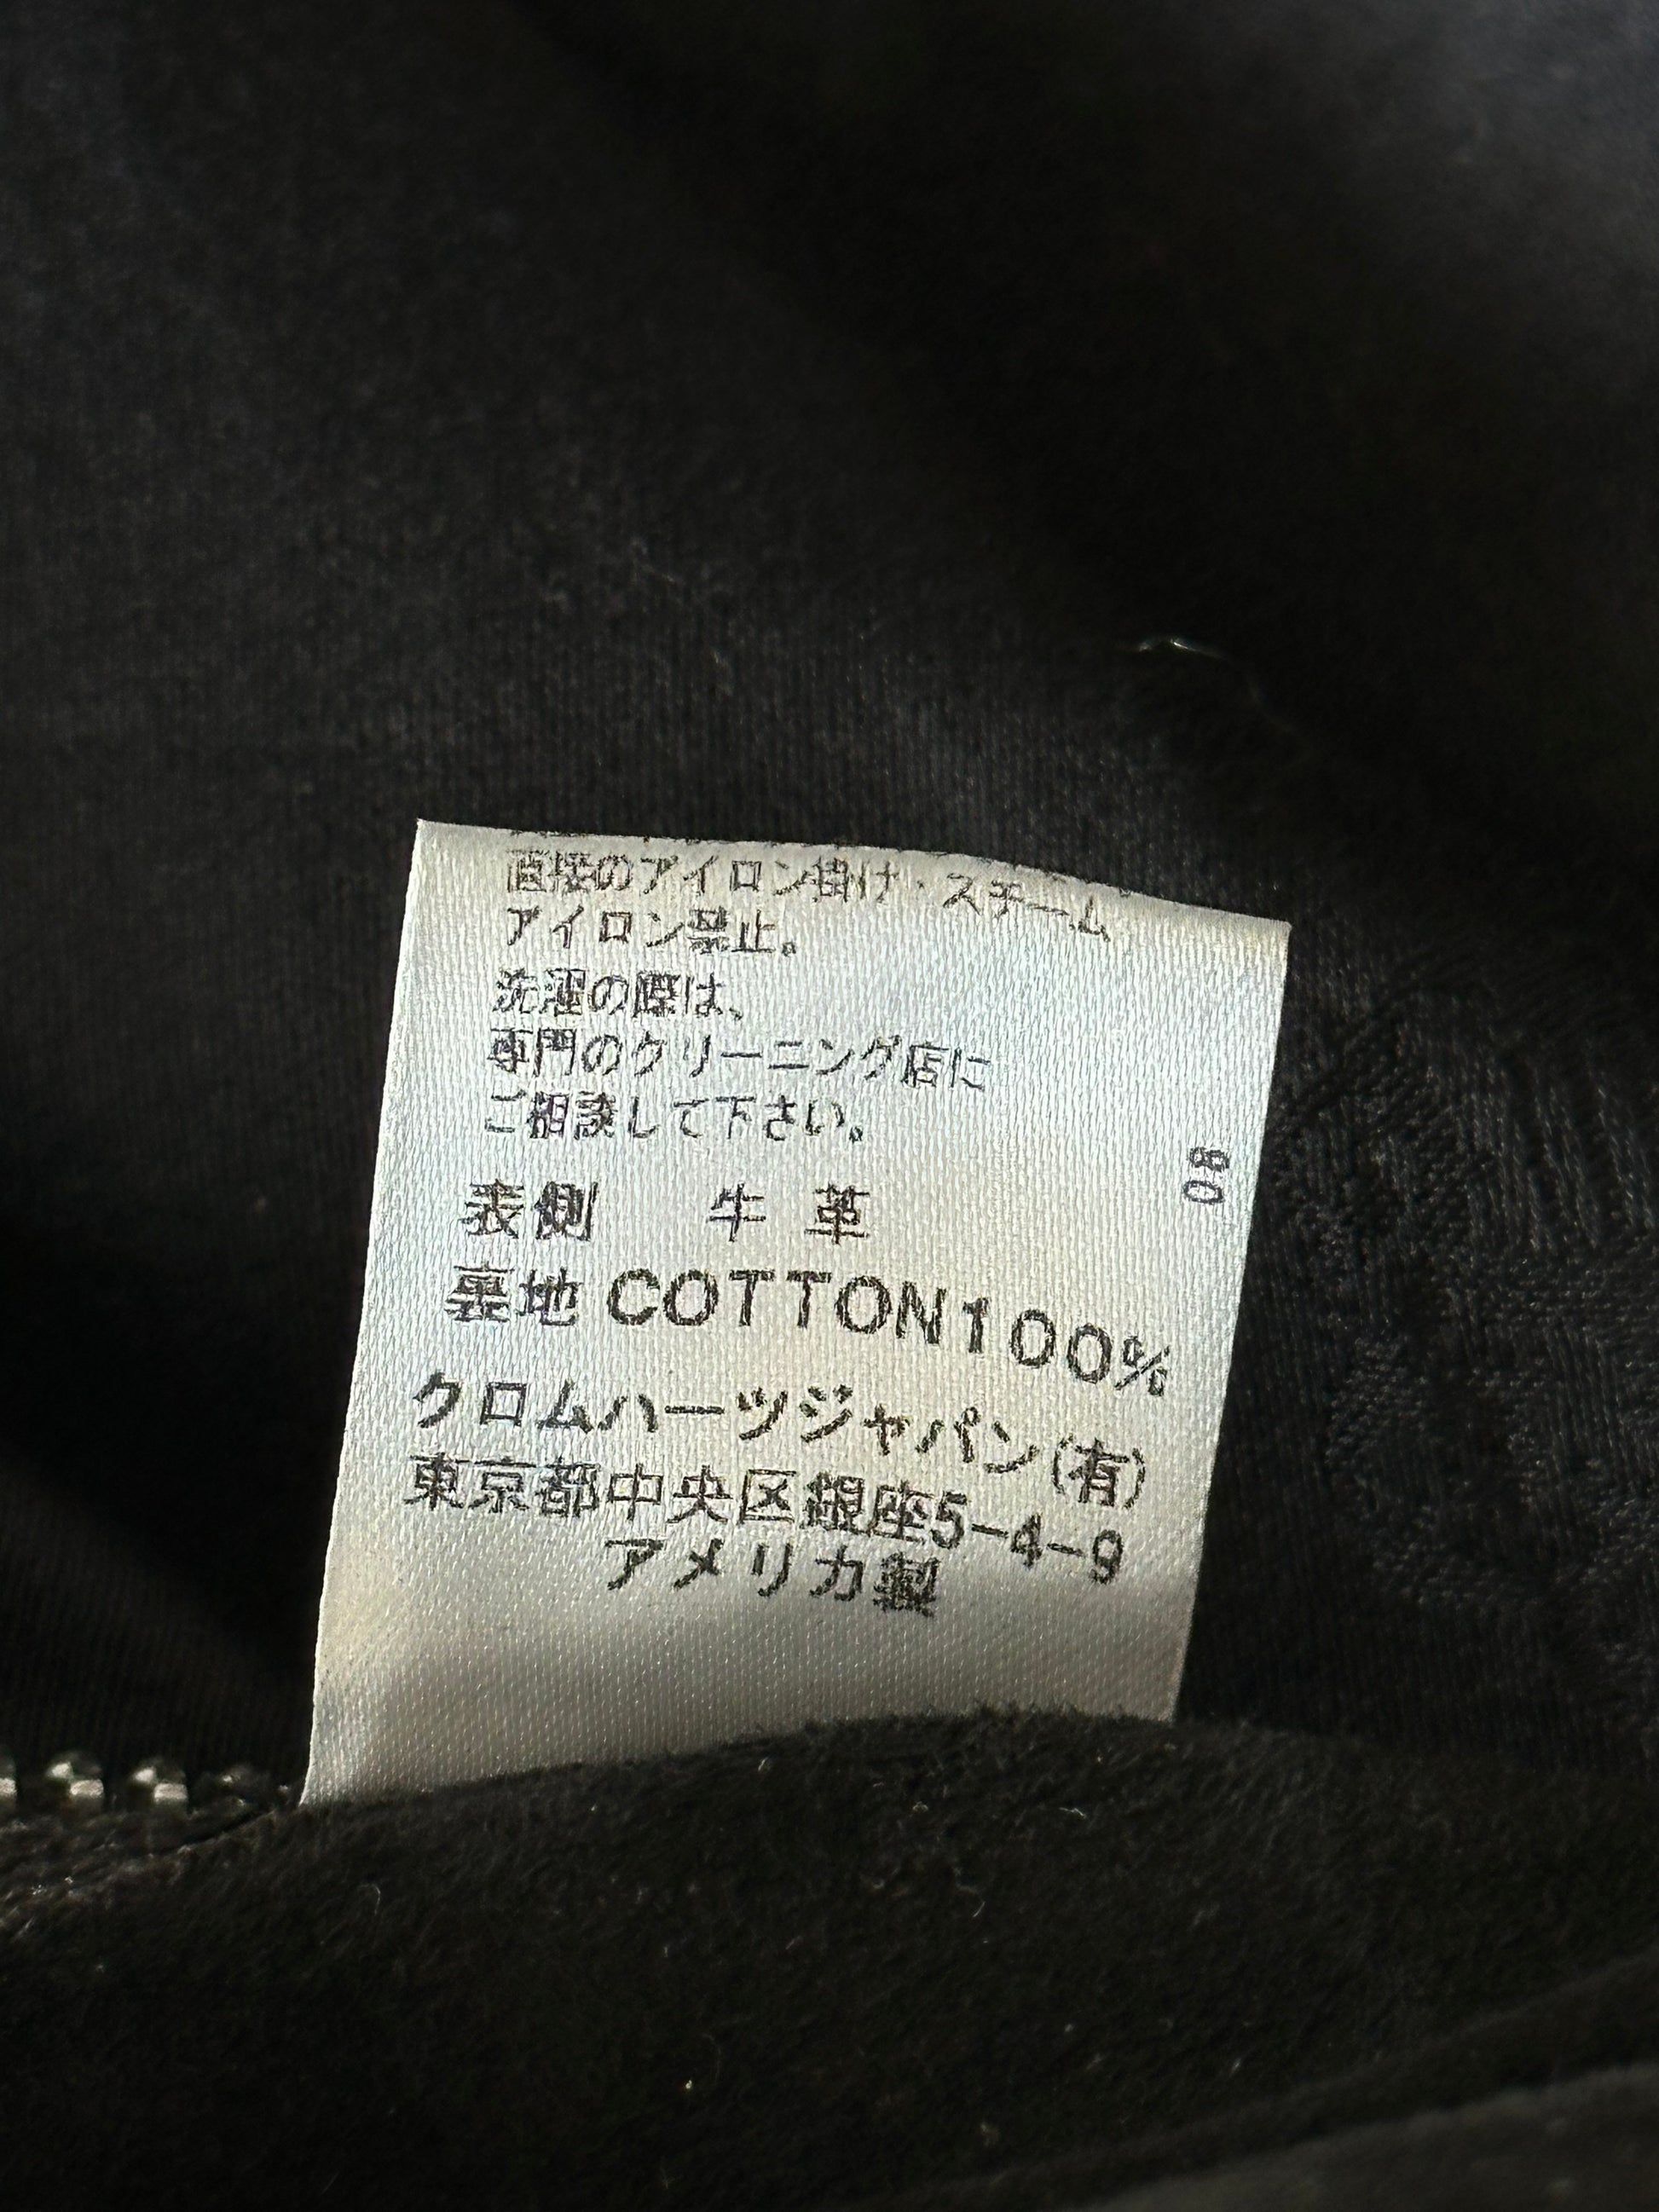 直接のアイロン掛け・スチーム
アイロン禁止。
洗濯の際は、
専門のクリーニング店に
ご相談して下さい。
08
表側 牛革
裏地 COTTON100%
クロムハーツジャパン(有)
東京都中央区銀座5-4-9
アメリカ製